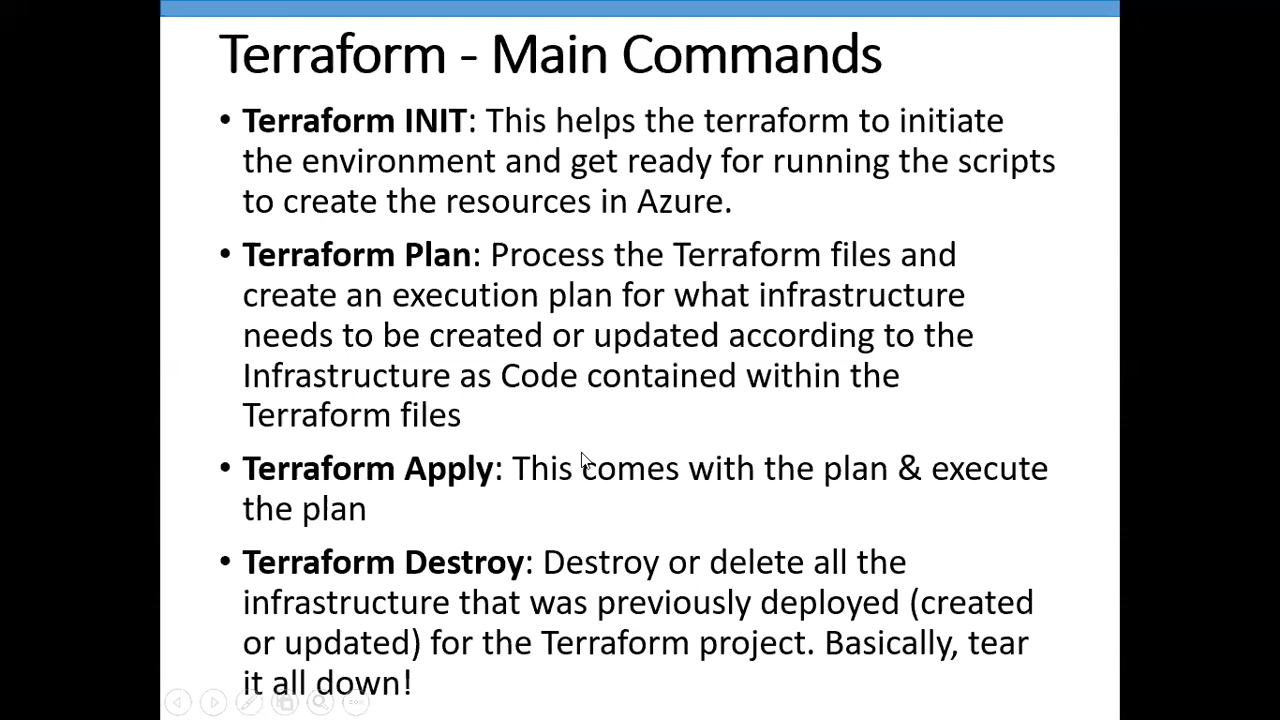 Terraform - Main Commands
• Terraform INIT: This helps the terraform to initiate
the environment and get ready for running the scripts
to create the resources in Azure.
• Terraform Plan: Process the Terraform files and
create an execution plan for what infrastructure
needs to be created or updated according to the
Infrastructure as Code contained within the
Terraform files
• Terraform Apply: This comes with the plan & execute
the plan
• Terraform Destroy: Destroy or delete all the
infrastructure that was previously deployed (created
or updated) for the Terraform project. Basically, tear
it all down!